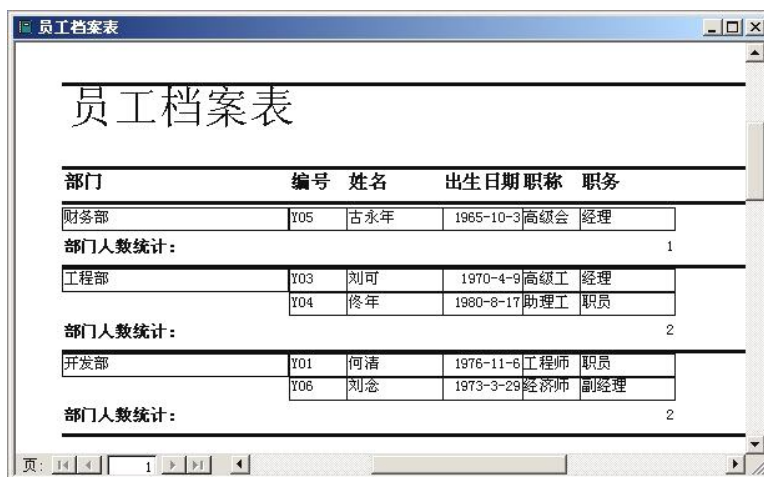 员工档案表
员工档案表
部门 编号 姓名 出生日期 职称 职务
财务部 Y05 古永年 1965-10-3 高级会 经理
部门人数统计： 1
工程部 Y03 刘可 1970-4-9 高级工 经理
Y04 佟年 1980-8-17 助理工 职员
部门人数统计： 2
开发部 Y01 何清 1976-11-6 工程师 职员
Y06 刘念 1973-3-29 经济师 副经理
部门人数统计： 2
页: 1